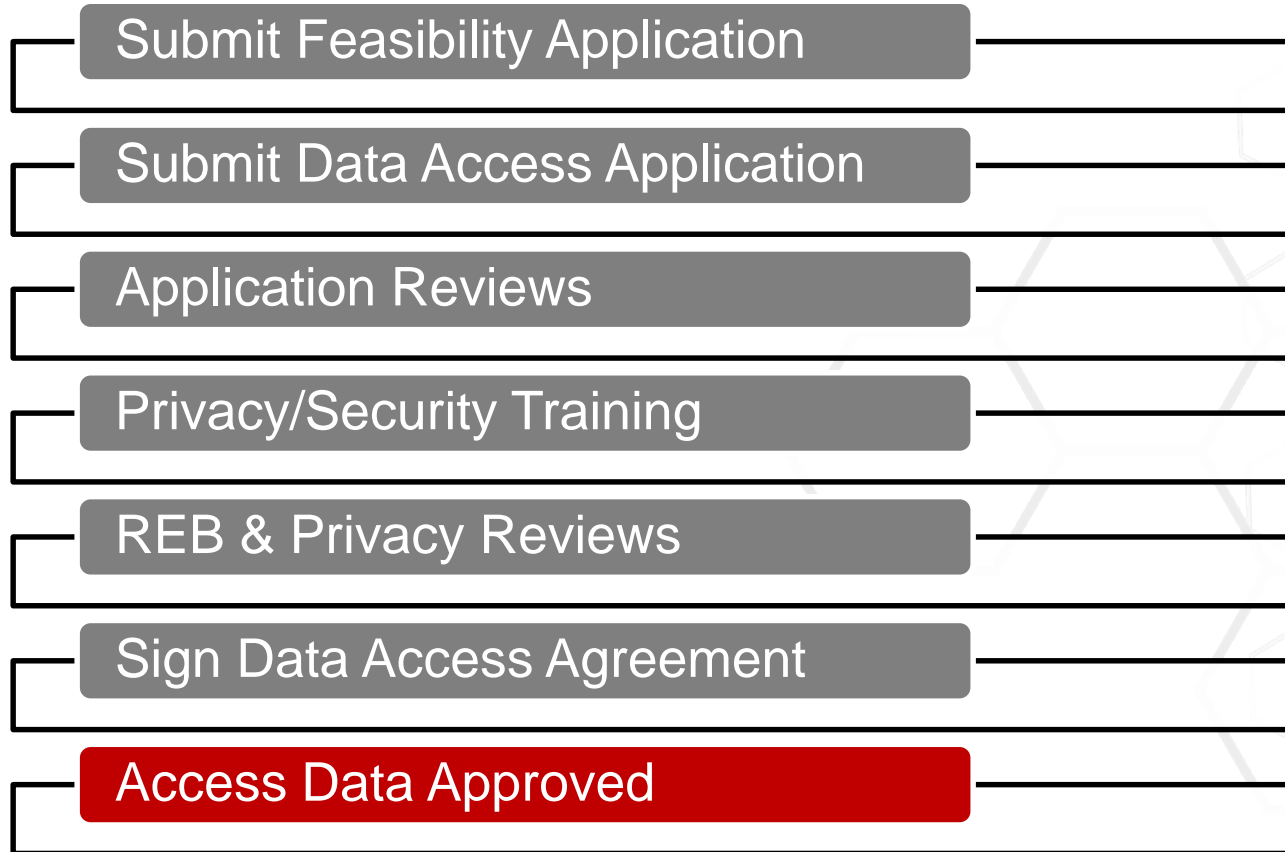 Submit Feasibility Application
Submit Data Access Application
Application Reviews
Privacy/Security Training
REB & Privacy Reviews
Sign Data Access Agreement
Access Data Approved